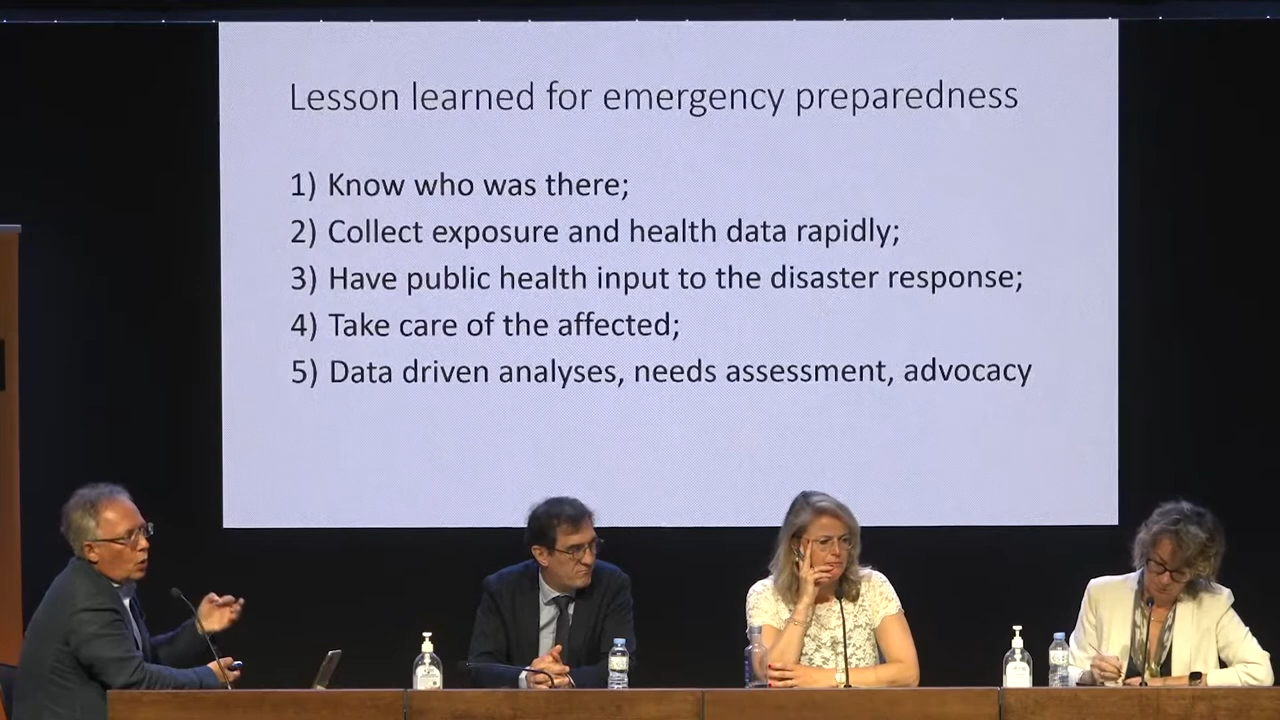 Lesson learned for emergency preparedness
1) Know who was there;
2) Collect exposure and health data rapidly;
3) Have public health input to the disaster response;
4) Take care of the affected;
5) Data driven analyses, needs assessment, advocacy